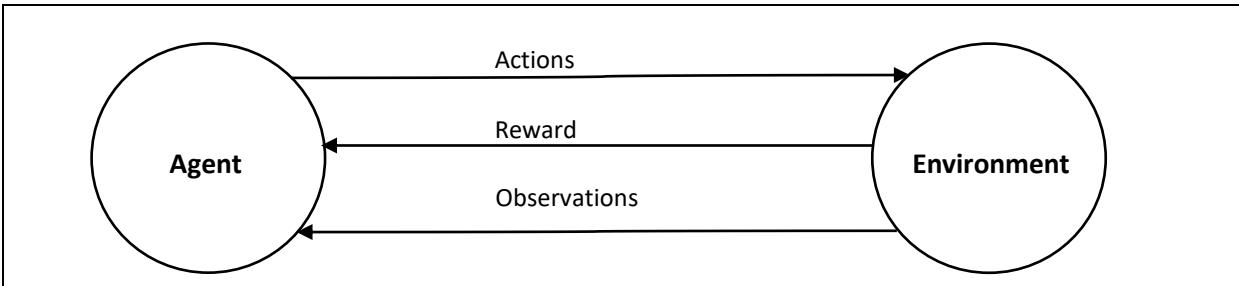 Actions
Reward
Agent
Environment
Observations